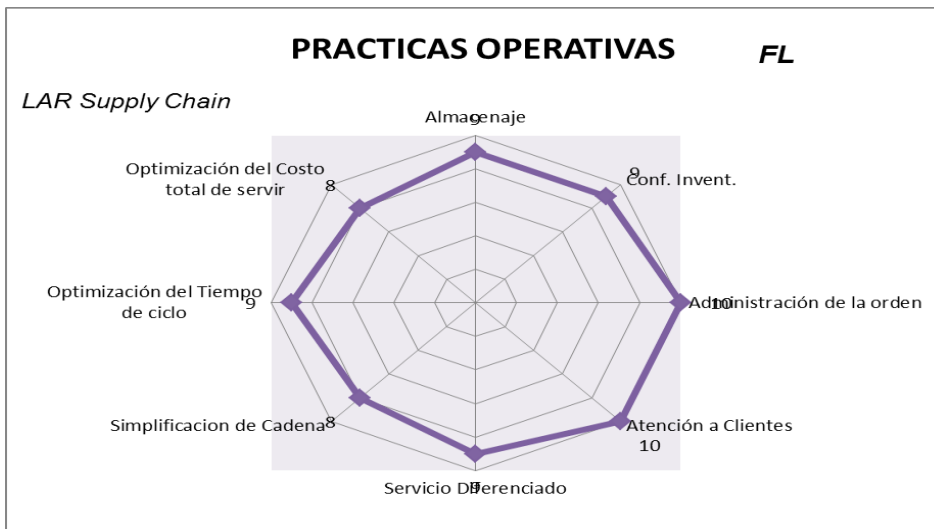 PRACTICAS OPERATIVAS
FL
LAR Supply Chain
Almacenaje
9
Optimización del Costo
total de servir
8
9
Conf. Invent.
Optimización del Tiempo
de ciclo
9
Administración de la orden
10
Simplificacion de Cadena
8
Atención a Clientes
10
Servicio Diferenciado
9